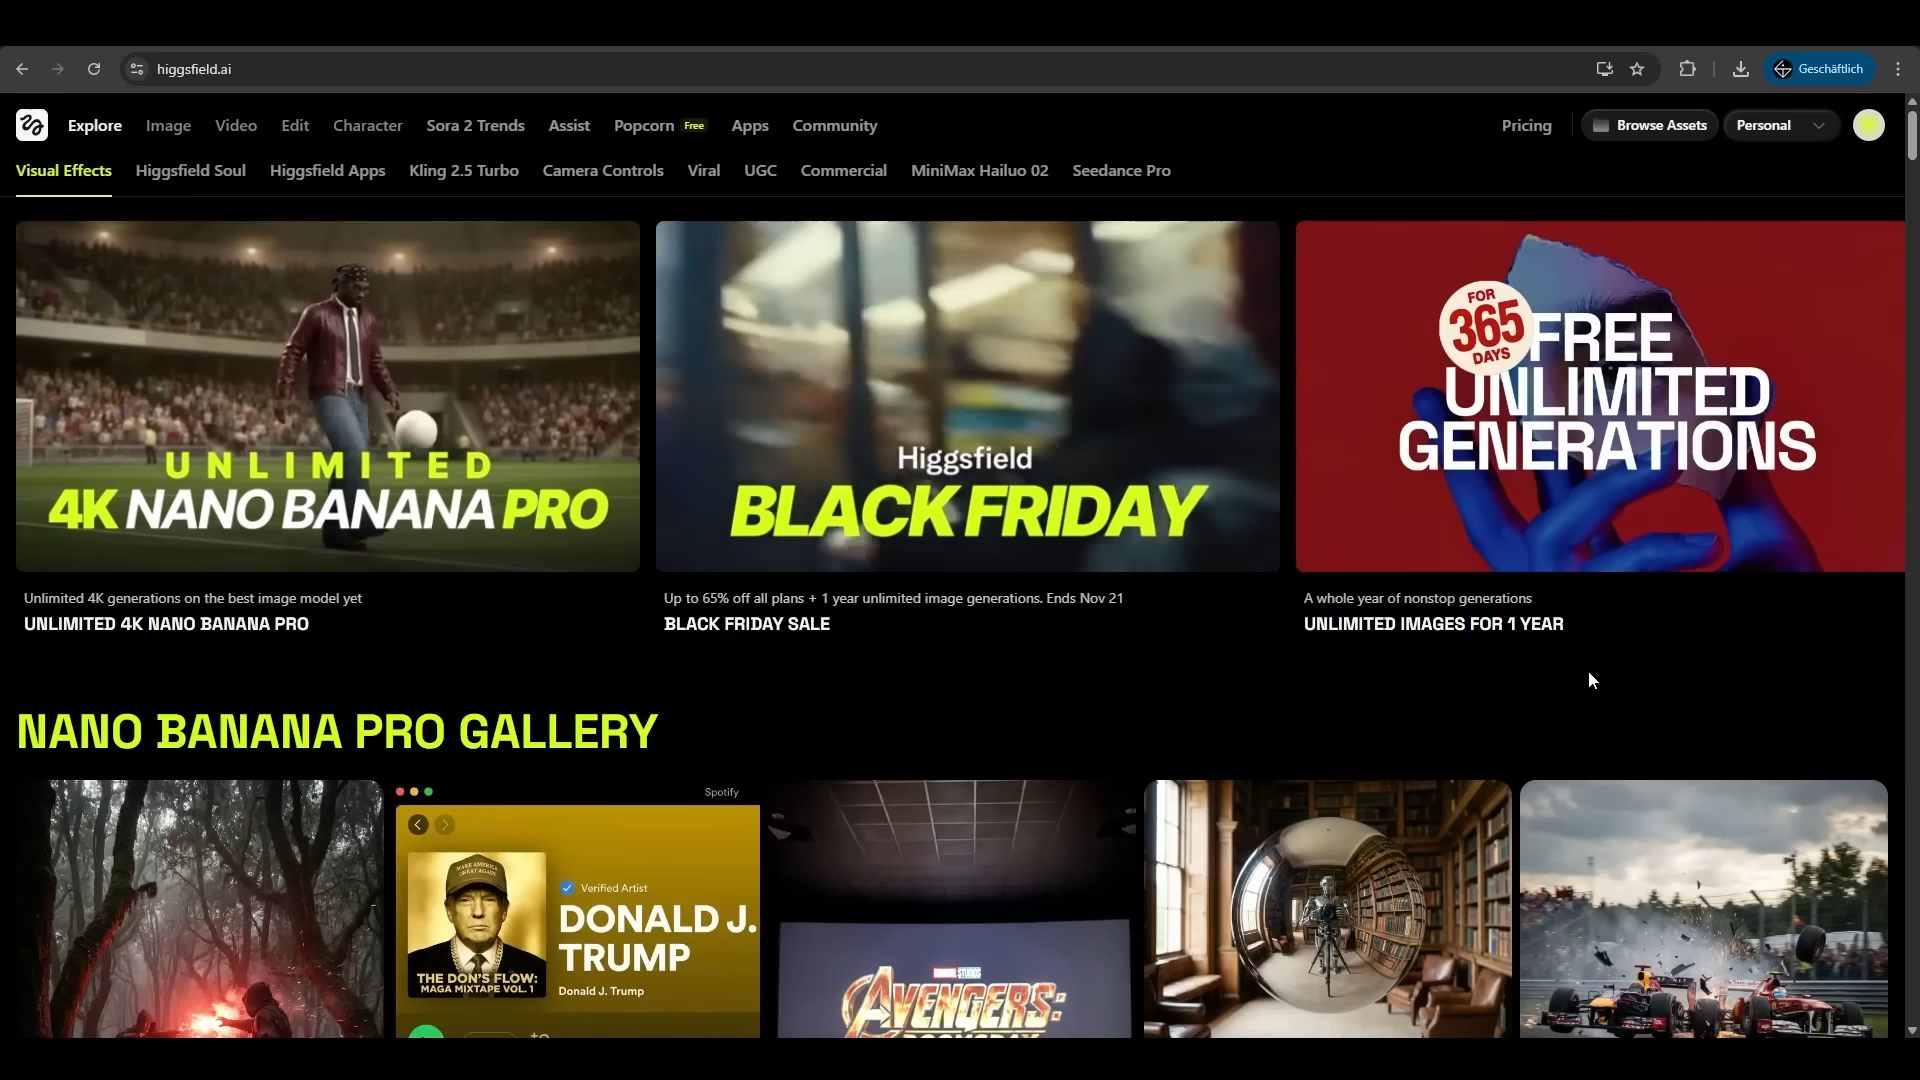 higgsfield.ai
Geschäftlich
Explore Image Video Edit Character Sora 2 Trends Assist Popcorn Free Apps Community Pricing Browse Assets Personal
Visual Effects Higgsfield Soul Higgsfield Apps Kling 2.5 Turbo Camera Controls Viral UGC Commercial MiniMax Hailuo 02 Seedance Pro
UNLIMITED
4K NANO BANANA PRO
Higgsfield
BLACK FRIDAY
FOR
365
DAYS
FREE
UNLIMITED
GENERATIONS
Unlimited 4K generations on the best image model yet
UNLIMITED 4K NANO BANANA PRO
Up to 65% off all plans + 1 year unlimited image generations. Ends Nov 21
BLACK FRIDAY SALE
A whole year of nonstop generations
UNLIMITED IMAGES FOR 1 YEAR
NANO BANANA PRO GALLERY
Spotify
MAKE AMERICA
GREAT AGAIN
THE DON'S FLOW:
MAGA MIXTAPE VOL. 1
Verified Artist
DONALD J.
TRUMP
Donald J. Trump
STUDIOS
AVENGERS: